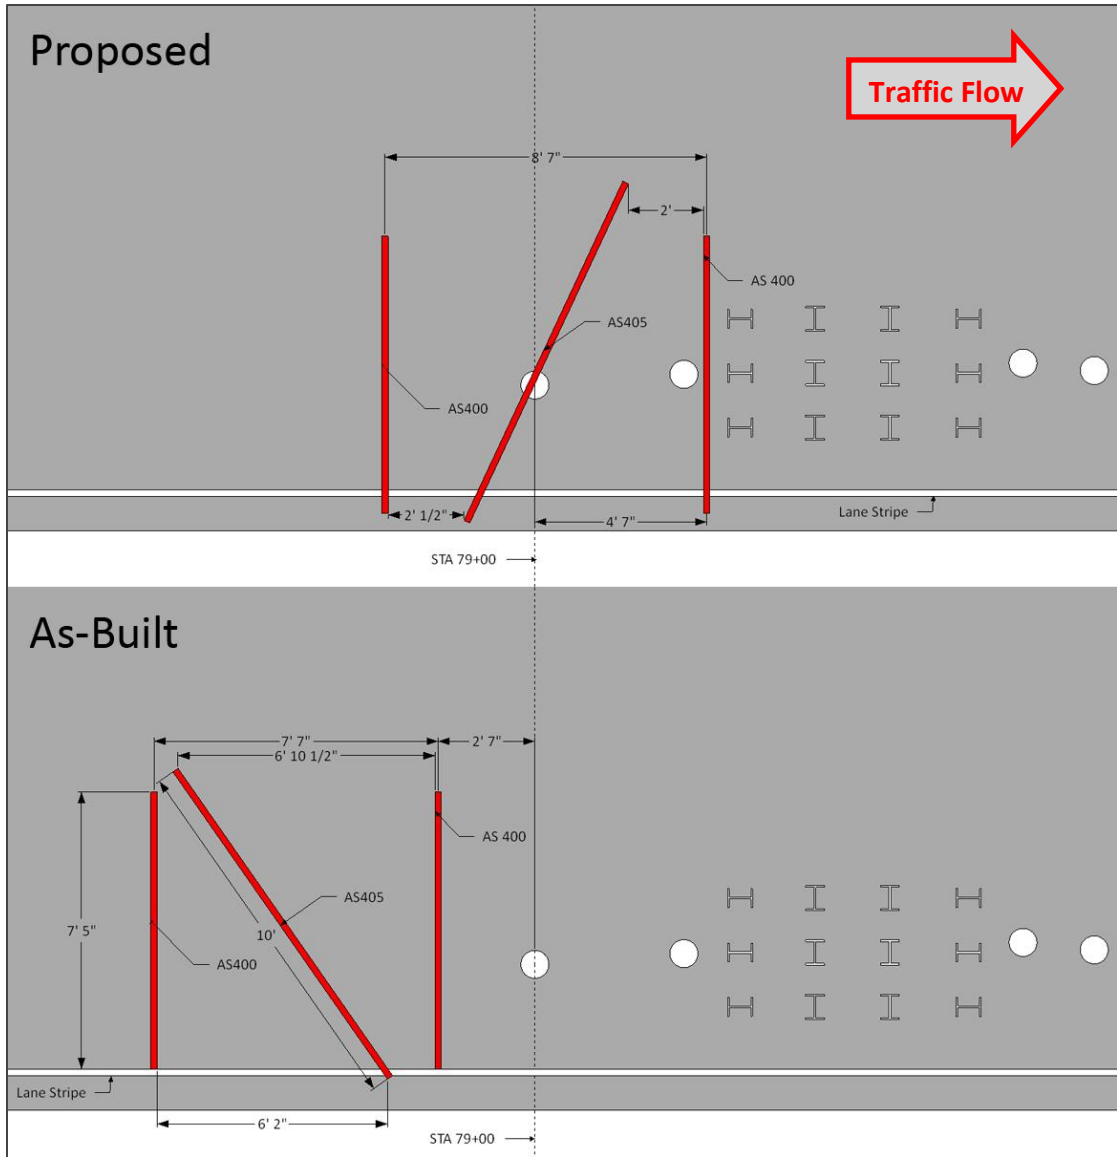 Proposed
Traffic Flow
8' 7"
2'
AS 400
AS405
AS400
2' 1/2"
4' 7"
Lane Stripe
STA 79+00
As-Built
7' 7"
2' 7"
6' 10 1/2"
AS 400
AS405
7' 5"
10'
AS400
Lane Stripe
6' 2"
STA 79+00